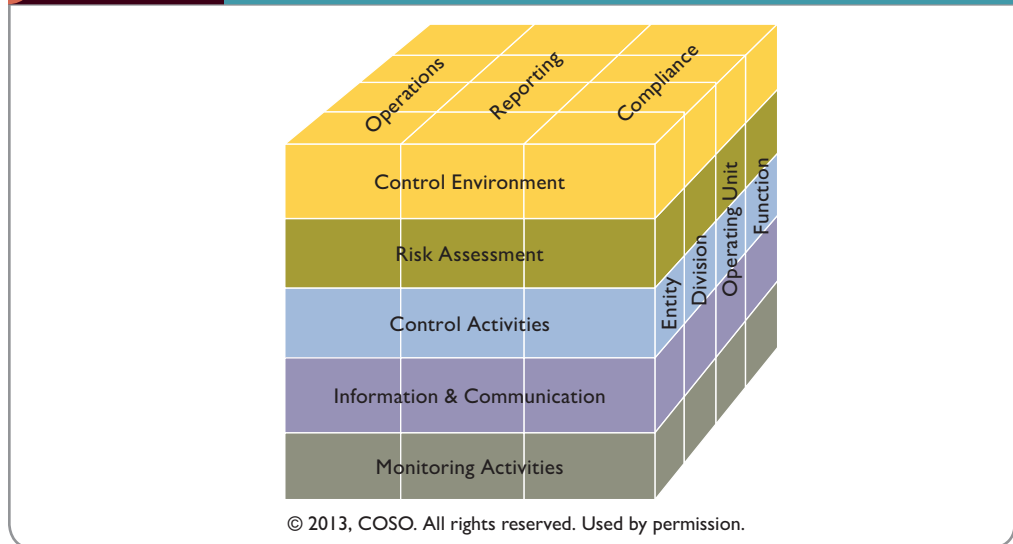 Operations
Reporting
Compliance
Control Environment
Risk Assessment
Control Activities
Information & Communication
Monitoring Activities
Entity
Division
Operating Unit
Function
© 2013, COSO. All rights reserved. Used by permission.